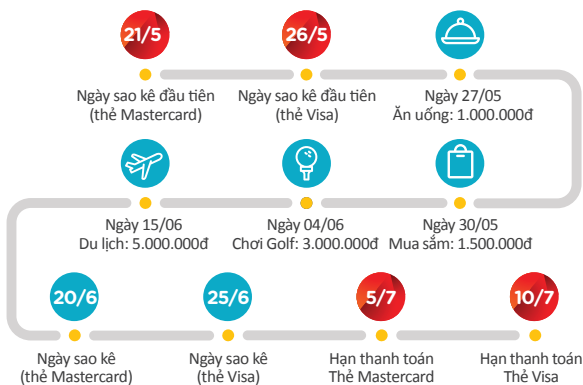 21/5
26/5
Ngày sao kê đầu tiên
(thẻ Mastercard)
Ngày sao kê đầu tiên
(thẻ Visa)
Ngày 27/05
Ăn uống: 1.000.000đ
Ngày 15/06
Du lịch: 5.000.000đ
Ngày 04/06
Chơi Golf: 3.000.000đ
Ngày 30/05
Mua sắm: 1.500.000đ
20/6
25/6
5/7
10/7
Ngày sao kê
(thẻ Mastercard)
Ngày sao kê
(thẻ Visa)
Hạn thanh toán
Thẻ Mastercard
Hạn thanh toán
Thẻ Visa